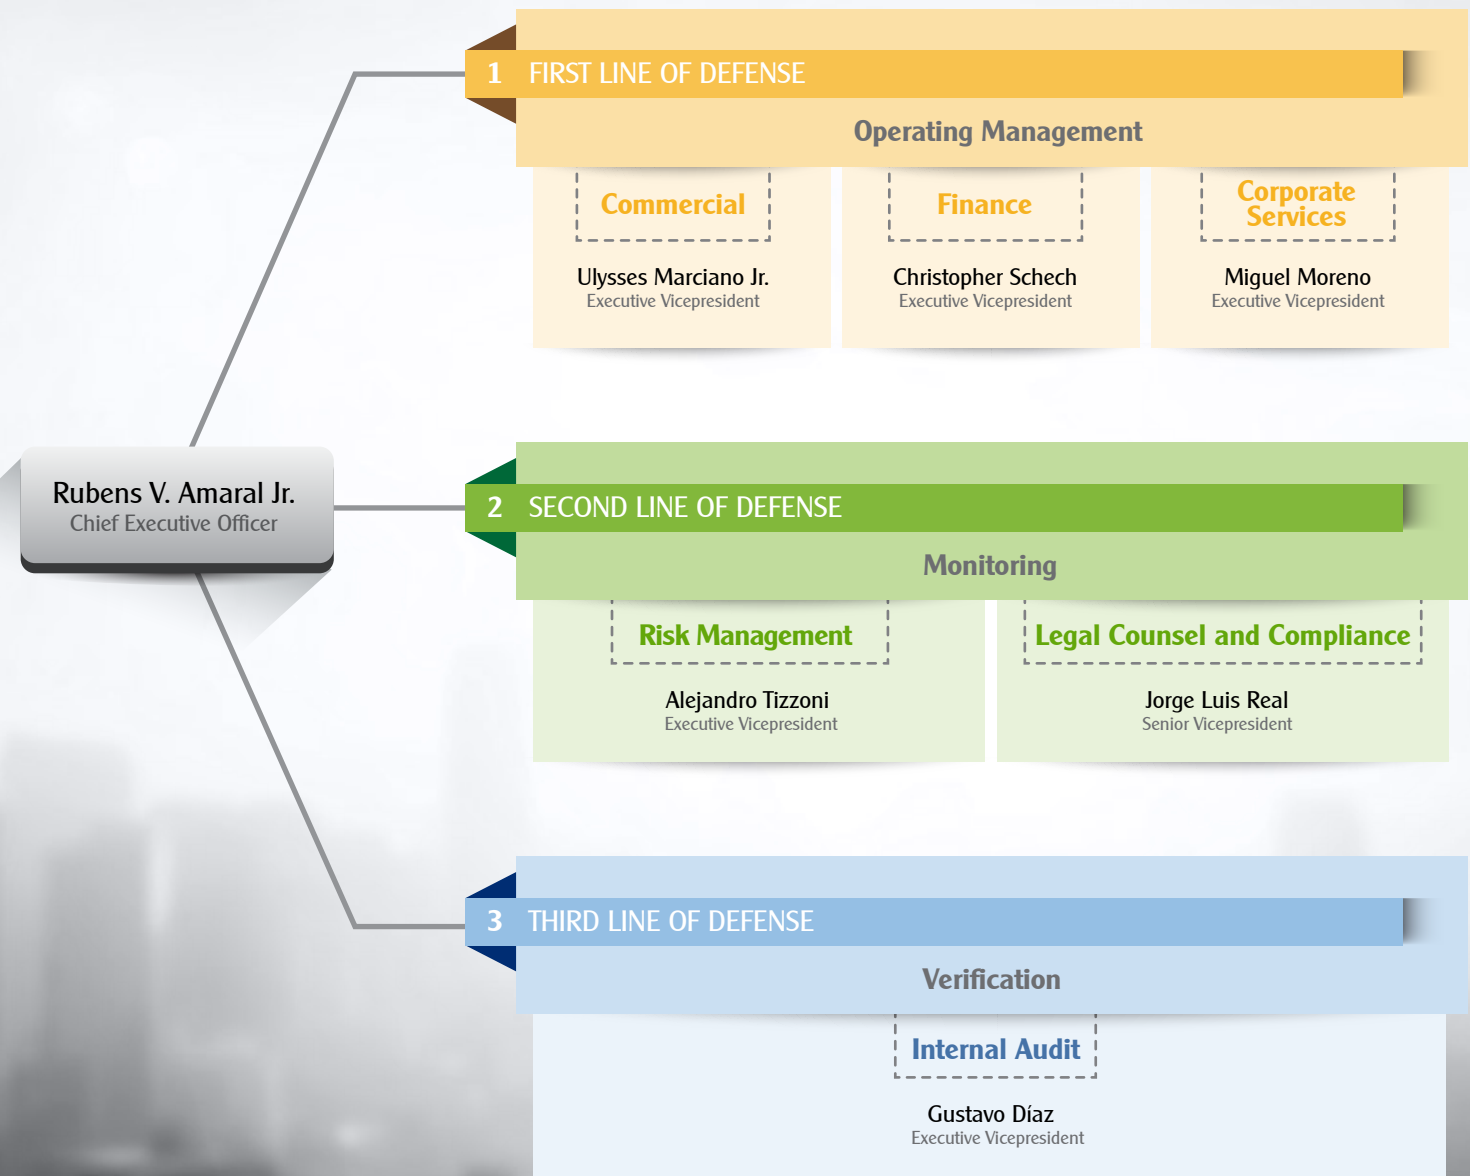 1 FIRST LINE OF DEFENSE
Operating Management
Commercial
Ulysses Marciano Jr.
Executive Vicepresident
Finance
Christopher Schech
Executive Vicepresident
Corporate
Services
Miguel Moreno
Executive Vicepresident
Rubens V. Amaral Jr.
Chief Executive Officer
2 SECOND LINE OF DEFENSE
Monitoring
Risk Management
Alejandro Tizzoni
Executive Vicepresident
Legal Counsel and Compliance
Jorge Luis Real
Senior Vicepresident
3 THIRD LINE OF DEFENSE
Verification
Internal Audit
Gustavo Díaz
Executive Vicepresident